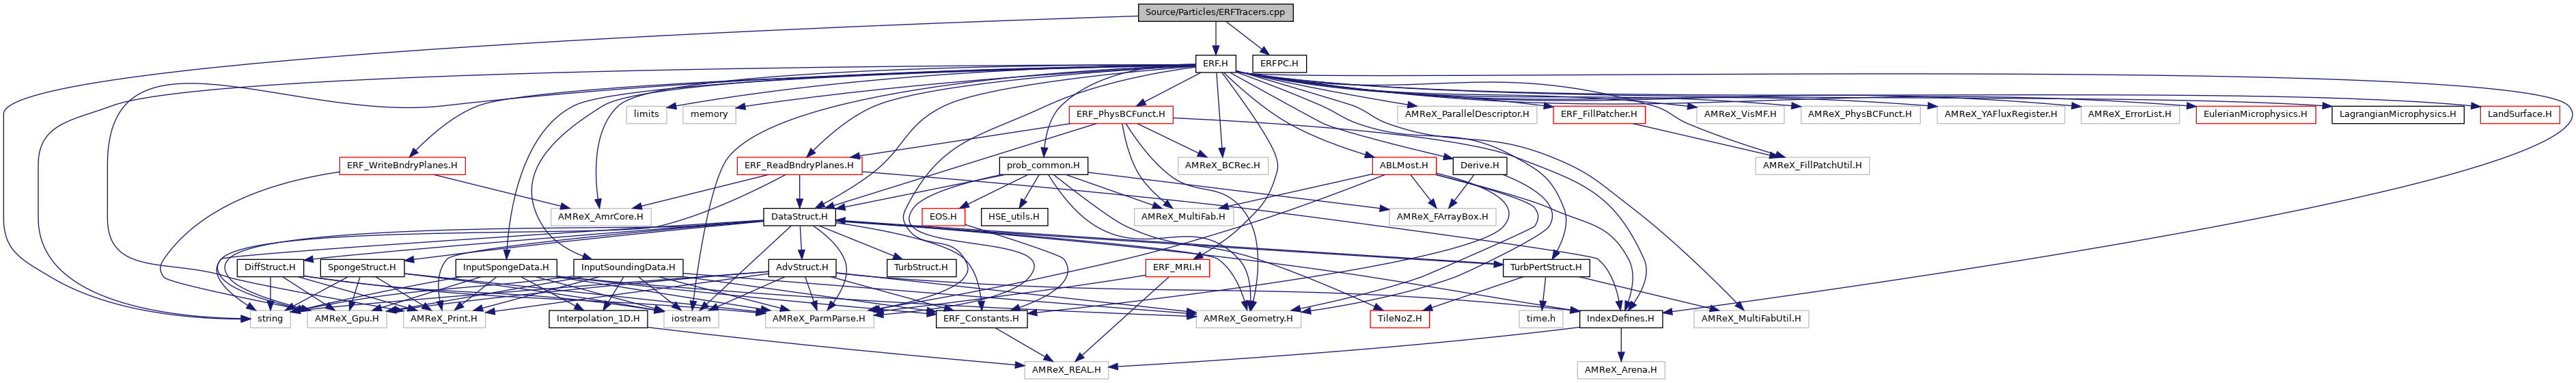 Source/Particles/ERFTracers.cpp
ERF.H
ERFPC.H
limits
memory
ERF_PhysBCFunct.H
AMReX_ParallelDescriptor.H
ERF_FillPatcher.H
AMReX_VisMF.H
AMReX_PhysBCFunct.H
AMReX_YAFluxRegister.H
AMReX_ErrorList.H
EulerianMicrophysics.H
LagrangianMicrophysics.H
LandSurface.H
ERF_WriteBndryPlanes.H
ERF_ReadBndryPlanes.H
prob_common.H
AMReX_BCRec.H
ABLMost.H
Derive.H
AMReX_FillPatchUtil.H
AMReX_AmrCore.H
DataStruct.H
EOS.H
HSE_utils.H
AMReX_MultiFab.H
AMReX_FArrayBox.H
DiffStruct.H
SpongeStruct.H
InputSpongeData.H
InputSoundingData.H
AdvStruct.H
TurbStruct.H
ERF_MRI.H
TurbPertStruct.H
string
AMReX_Gpu.H
AMReX_Print.H
Interpolation_1D.H
iostream
AMReX_ParmParse.H
ERF_Constants.H
AMReX_Geometry.H
TileNoZ.H
time.h
IndexDefines.H
AMReX_MultiFabUtil.H
AMReX_REAL.H
AMReX_Arena.H